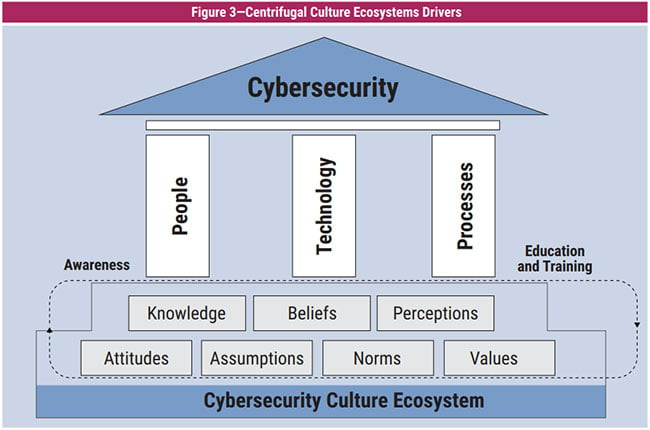 Figure 3—Centrifugal Culture Ecosystems Drivers
Cybersecurity
People
Technology
Processes
Awareness
Education
and Training
Knowledge
Beliefs
Perceptions
Attitudes
Assumptions
Norms
Values
Cybersecurity Culture Ecosystem